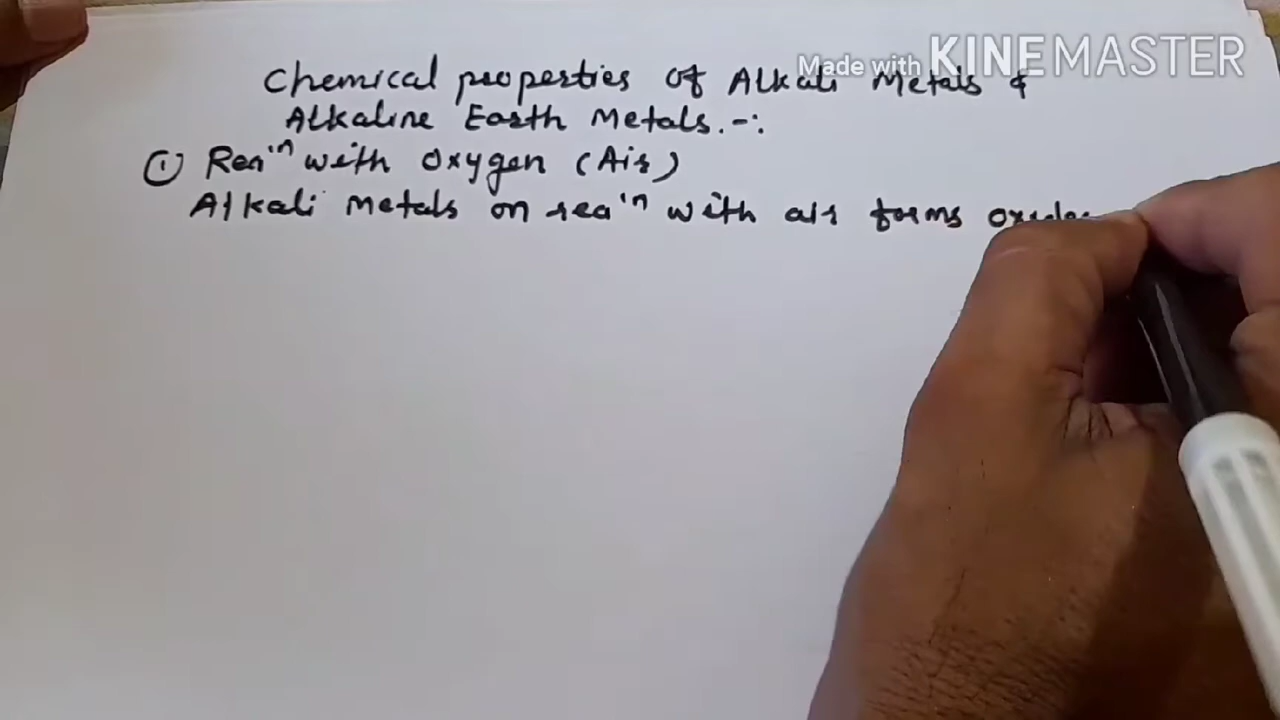 Made with KINEMASTER
Chemical properties of Alkali Metals &
Alkaline Earth Metals.-:
① Rea'n with Oxygen (Air)
Alkali Metals on rea'n with air forms oxides